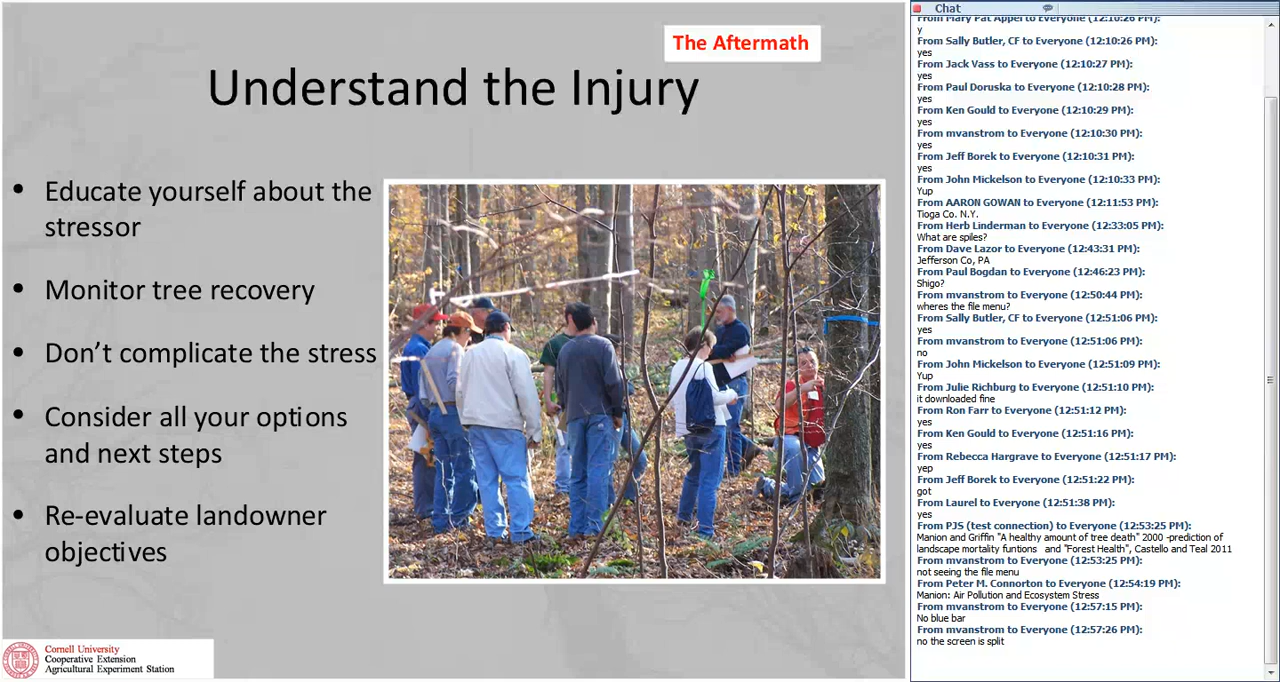 The Aftermath
Understand the Injury
• Educate yourself about the
stressor
• Monitor tree recovery
• Don't complicate the stress
• Consider all your options
and next steps
• Re-evaluate landowner
objectives
Cornell University
Cooperative Extension
Agricultural Experiment Station
Chat
From Mary Pat Appel to Everyone (12:10:26 PM):
y
From Sally Butler, CF to Everyone (12:10:26 PM):
yes
From Jack Vass to Everyone (12:10:27 PM):
yes
From Paul Doruska to Everyone (12:10:28 PM):
yes
From Ken Gould to Everyone (12:10:29 PM):
yes
From mvanstrom to Everyone (12:10:30 PM):
yes
From Jeff Borek to Everyone (12:10:31 PM):
yes
From John Mickelson to Everyone (12:10:33 PM):
Yup
From AARON GOWAN to Everyone (12:11:53 PM):
Tioga Co. N.Y.
From Herb Linderman to Everyone (12:33:05 PM):
What are spiles?
From Dave Lazor to Everyone (12:43:31 PM):
Jefferson Co, PA
From Paul Bogdan to Everyone (12:46:23 PM):
Shigo?
From mvanstrom to Everyone (12:50:44 PM):
wheres the file menu?
From Sally Butler, CF to Everyone (12:51:06 PM):
yes
From mvanstrom to Everyone (12:51:06 PM):
no
From John Mickelson to Everyone (12:51:09 PM):
Yup
From Julie Richburg to Everyone (12:51:10 PM):
it downloaded fine
From Ron Farr to Everyone (12:51:12 PM):
yes
From Ken Gould to Everyone (12:51:16 PM):
yes
From Rebecca Hargrave to Everyone (12:51:17 PM):
yep
From Jeff Borek to Everyone (12:51:22 PM):
got
From Laurel to Everyone (12:51:38 PM):
yes
From PJS (test connection) to Everyone (12:53:25 PM):
Manion and Griffin "A healthy amount of tree death" 2000 -prediction of
landscape mortality funtions and "Forest Health", Castello and Teal 2011
From mvanstrom to Everyone (12:53:25 PM):
not seeing the file menu
From Peter M. Connorton to Everyone (12:54:19 PM):
Manion: Air Pollution and Ecosystem Stress
From mvanstrom to Everyone (12:57:15 PM):
No blue bar
From mvanstrom to Everyone (12:57:26 PM):
no the screen is split